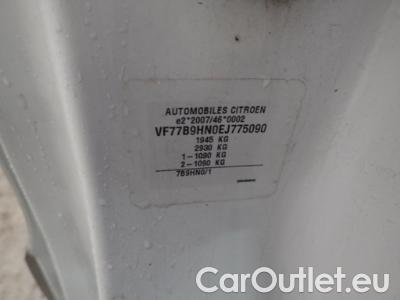 AUTOMOBILES CITROEN
e2*2007/46*0002
VF77B9HN0EJ775090
1945 KG
2930 KG
1-1090 KG
2-1090 KG
7B9HN0/1
CarOutlet.eu